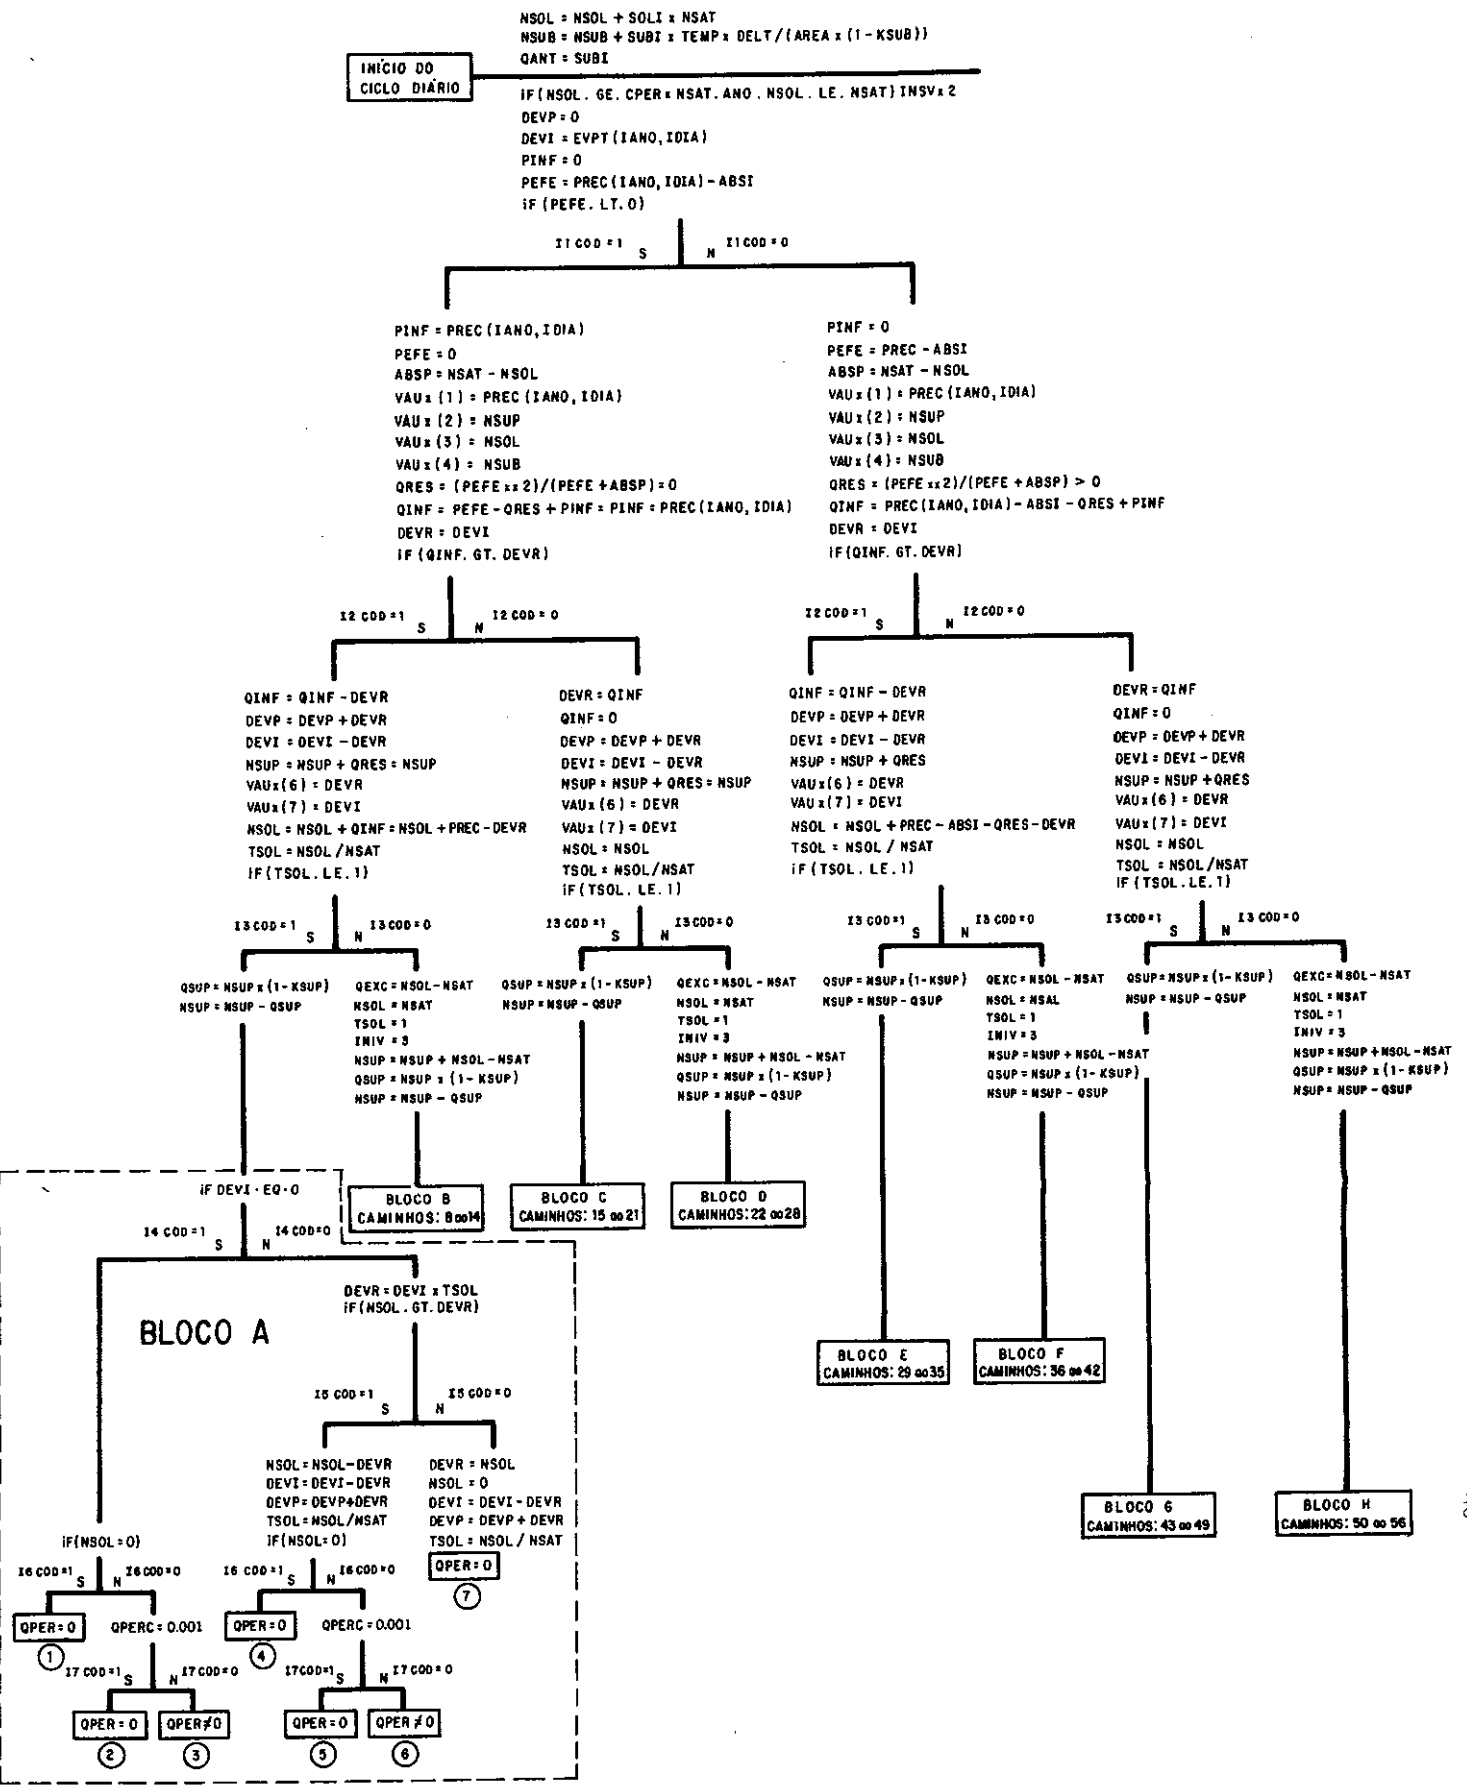 NSOL = NSOL + SOLI x NSAT
NSUB = NSUB + SUBI x TEMP x DELT/(AREA x (1-KSUB))
QANT = SUBI
INÍCIO DO
CICLO DIÁRIO
IF(NSOL. GE. CPER x NSAT. ANO . NSOL. LE. NSAT) INSV x 2
DEVP = 0
DEVI = EVPT (IANO, IDIA)
PINF = 0
PEFE = PREC (IANO, IDIA) - ABSI
IF (PEFE. LT. 0)
I1 COD = 1
S
N
I1 COD = 0
PINF = PREC (IANO, IDIA)
PEFE = 0
ABSP = NSAT - NSOL
VAUx (1) = PREC (IANO, IDIA)
VAUx (2) = NSUP
VAUx (3) = NSOL
VAUx (4) = NSUB
QRES = (PEFE xx 2)/(PEFE + ABSP) = 0
QINF = PEFE - QRES + PINF = PINF = PREC (IANO, IDIA)
DEVR = DEVI
IF (QINF. GT. DEVR)
PINF = 0
PEFE = PREC - ABSI
ABSP = NSAT - NSOL
VAUx (1) = PREC (IANO, IDIA)
VAUx (2) = NSUP
VAUx (3) = NSOL
VAUx (4) = NSUB
QRES = (PEFE xx 2)/(PEFE + ABSP) > 0
QINF = PREC (IANO, IDIA) - ABSI - QRES + PINF
DEVR = DEVI
IF (QINF. GT. DEVR)
I2 COD = 1
S
N
I2 COD = 0
I2 COD = 1
S
N
I2 COD = 0
QINF = QINF - DEVR
DEVP = DEVP + DEVR
DEVI = DEVI - DEVR
NSUP = NSUP + QRES = NSUP
VAUx (6) = DEVR
VAUx (7) = DEVI
NSOL = NSOL + QINF = NSOL + PREC - DEVR
TSOL = NSOL / NSAT
IF (TSOL. LE. 1)
DEVR = QINF
QINF = 0
DEVP = DEVP + DEVR
DEVI = DEVI - DEVR
NSUP = NSUP + QRES = NSUP
VAUx (6) = DEVR
VAUx (7) = DEVI
NSOL = NSOL
TSOL = NSOL/NSAT
IF (TSOL. LE. 1)
QINF = QINF - DEVR
DEVP = DEVP + DEVR
DEVI = DEVI - DEVR
NSUP = NSUP + QRES
VAUx (6) = DEVR
VAUx (7) = DEVI
NSOL = NSOL + PREC - ABSI - QRES - DEVR
TSOL = NSOL / NSAT
IF (TSOL. LE. 1)
DEVR = QINF
QINF = 0
DEVP = DEVP + DEVR
DEVI = DEVI - DEVR
NSUP = NSUP + QRES
VAUx (6) = DEVR
VAUx (7) = DEVI
NSOL = NSOL
TSOL = NSOL/NSAT
IF (TSOL. LE. 1)
I3 COD = 1
S
N
I3 COD = 0
I3 COD = 1
S
N
I3 COD = 0
I3 COD = 1
S
N
I3 COD = 0
I3 COD = 1
S
N
I3 COD = 0
QSUP = NSUP x (1-KSUP)
NSUP = NSUP - QSUP
QEXC = NSOL - NSAT
NSOL = NSAT
TSOL = 1
INIV = 3
NSUP = NSUP + NSOL - NSAT
QSUP = NSUP x (1-KSUP)
NSUP = NSUP - QSUP
QSUP = NSUP x (1-KSUP)
NSUP = NSUP - QSUP
QEXC = NSOL - NSAT
NSOL = NSAT
TSOL = 1
INIV = 3
NSUP = NSUP + NSOL - NSAT
QSUP = NSUP x (1-KSUP)
NSUP = NSUP - QSUP
QSUP = NSUP x (1-KSUP)
NSUP = NSUP - QSUP
QEXC = NSOL - NSAT
NSOL = NSAL
TSOL = 1
INIV = 3
NSUP = NSUP + NSOL - NSAT
QSUP = NSUP x (1-KSUP)
NSUP = NSUP - QSUP
QSUP = NSUP x (1-KSUP)
NSUP = NSUP - QSUP
QEXC = NSOL - NSAT
NSOL = NSAT
TSOL = 1
INIV = 3
NSUP = NSUP + NSOL - NSAT
QSUP = NSUP x (1-KSUP)
NSUP = NSUP - QSUP
IF DEVI . EQ . 0
BLOCO B
CAMINHOS: 8 ao 14
BLOCO C
CAMINHOS: 15 ao 21
BLOCO D
CAMINHOS: 22 ao 28
I4 COD = 1
S
N
I4 COD = 0
DEVR = DEVI x TSOL
IF (NSOL. GT. DEVR)
BLOCO A
BLOCO E
CAMINHOS: 29 ao 35
BLOCO F
CAMINHOS: 36 ao 42
I5 COD = 1
S
N
I5 COD = 0
NSOL = NSOL - DEVR
DEVI = DEVI - DEVR
DEVP = DEVP + DEVR
TSOL = NSOL/NSAT
IF (NSOL = 0)
DEVR = NSOL
NSOL = 0
DEVI = DEVI - DEVR
DEVP = DEVP + DEVR
TSOL = NSOL / NSAT
QPER = 0
7
BLOCO G
CAMINHOS: 43 ao 49
BLOCO H
CAMINHOS: 50 ao 56
IF (NSOL = 0)
I6 COD = 1
S
N
I6 COD = 0
I6 COD = 1
S
N
I6 COD = 0
QPER = 0
1
QPERC = 0.001
QPER = 0
4
QPERC = 0.001
I7 COD = 1
S
N
I7 COD = 0
I7 COD = 1
S
N
I7 COD = 0
QPER = 0
QPER ≠ 0
QPER = 0
QPER ≠ 0
2
3
5
6